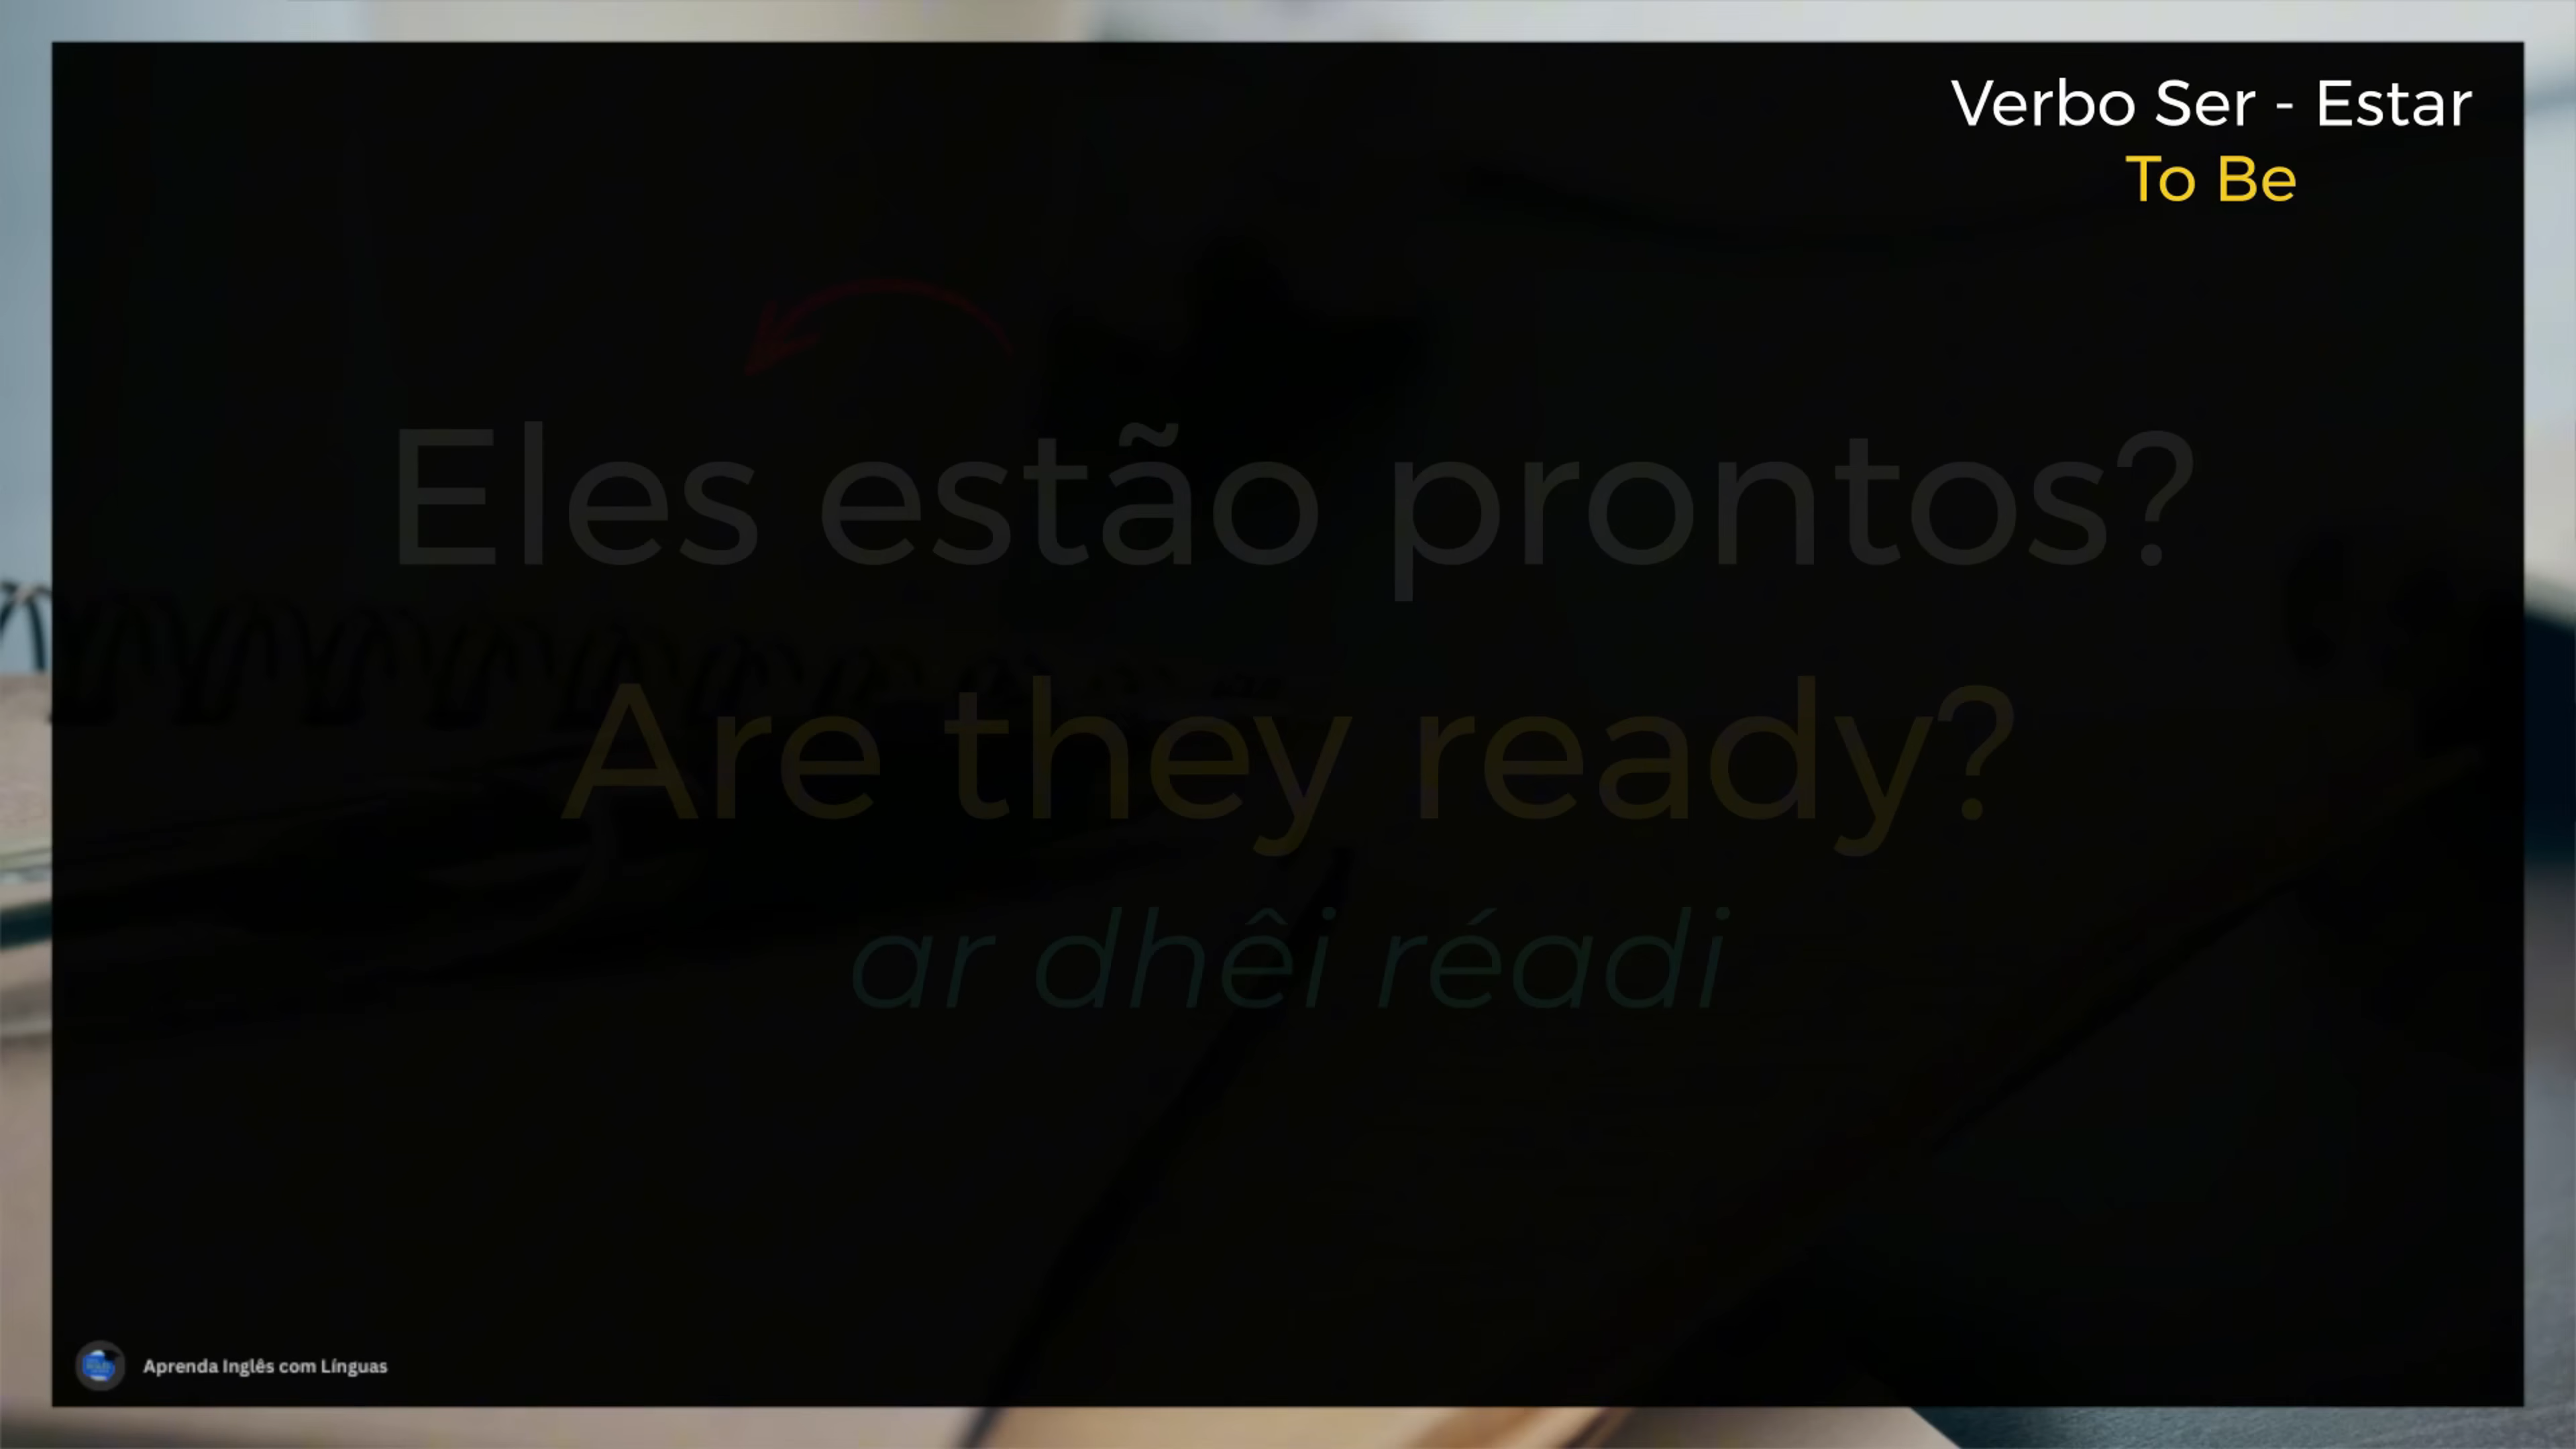 Verbo Ser - Estar
To Be
Eles estão prontos?
Are they ready?
ar dhêi réadi
Aprenda Inglês com Línguas